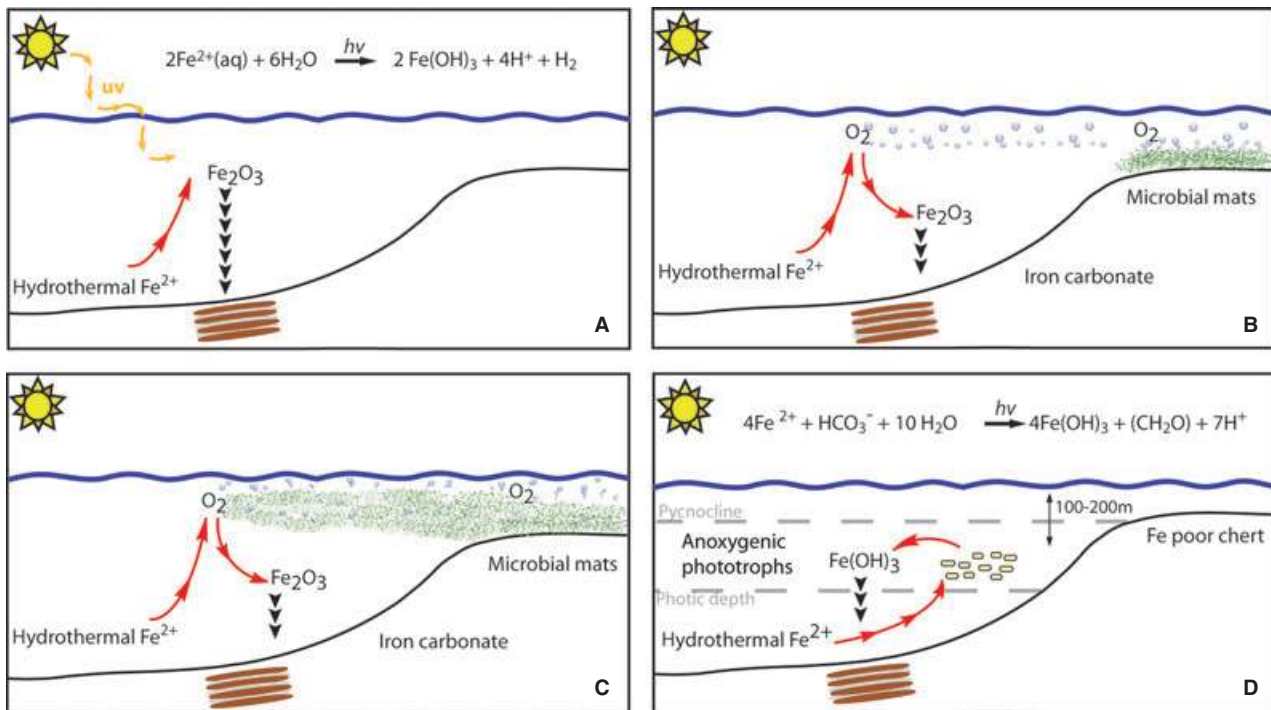 2Fe²⁺(aq) + 6H₂O hv → 2 Fe(OH)₃ + 4H⁺ + H₂
uv
Fe₂O₃
Hydrothermal Fe²⁺
A
O₂
O₂
Microbial mats
Fe₂O₃
Hydrothermal Fe²⁺
Iron carbonate
B
O₂
O₂
Microbial mats
Fe₂O₃
Hydrothermal Fe²⁺
Iron carbonate
C
4Fe ²⁺ + HCO₃⁻ + 10 H₂O hv → 4Fe(OH)₃ + (CH₂O) + 7H⁺
100-200m
Pycnocline
Fe poor chert
Anoxygenic
phototrophs
Fe(OH)₃
Photic depth
Hydrothermal Fe²⁺
D